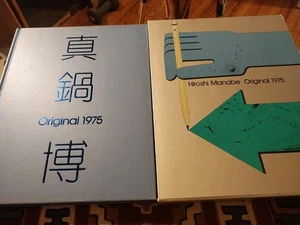 真
鍋
Original 1975
博
Hiroshi Manabe Original 1975